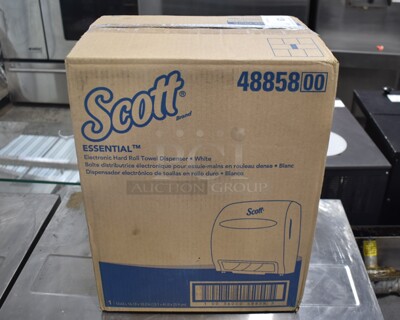 Scott®
Brand
48858 00
ESSENTIAL™
Electronic Hard Roll Towel Dispenser • White
Boîte distributrice électronique pour essuie-mains en rouleau dense • Blanc
Dispensador electrónico de toallas en rollo duro • Blanco
AUCTION GROUP
Scott